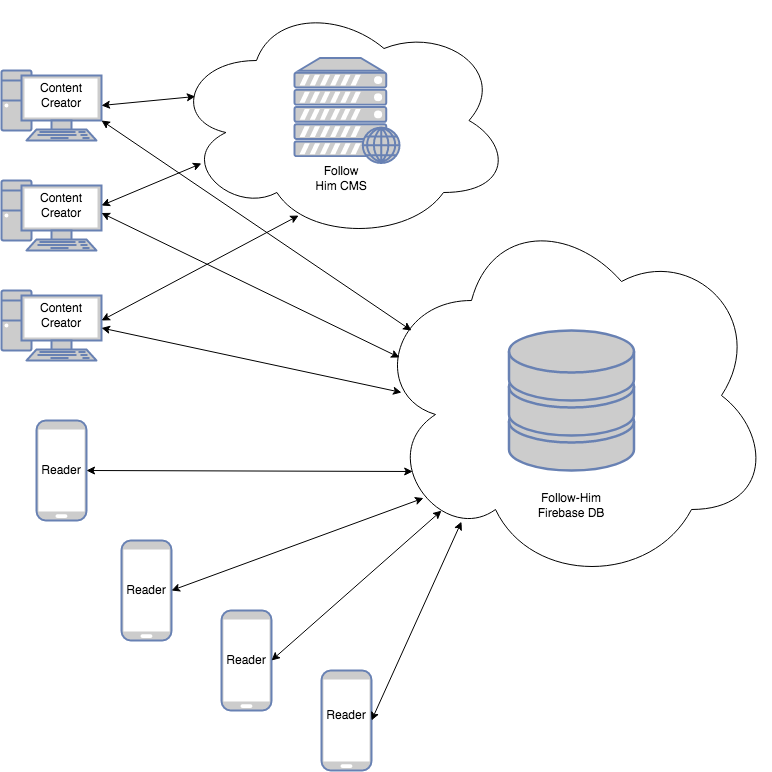 Content
Creator
Follow
Him CMS
Content
Creator
Content
Creator
Reader
Follow-Him
Firebase DB
Reader
Reader
Reader